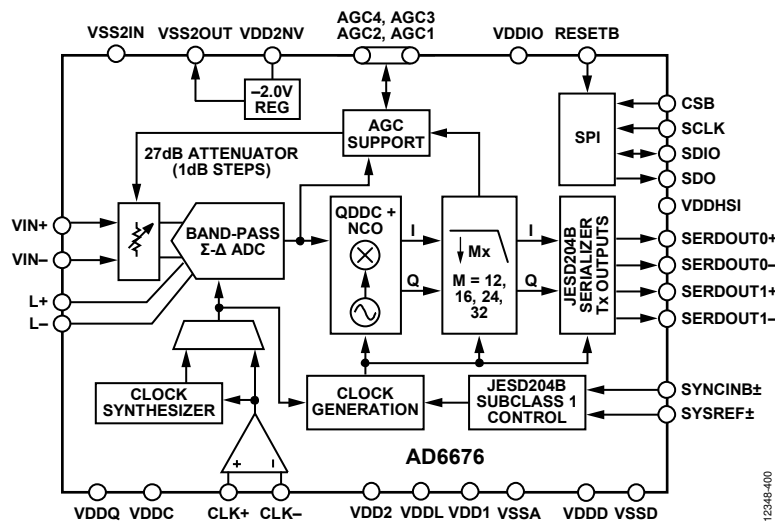 VSS2IN
VSS2OUT
VDD2NV
AGC4, AGC3
AGC2, AGC1
VDDIO
RESETB
–2.0V
REG
AGC
SUPPORT
SPI
CSB
SCLK
SDIO
SDO
27dB ATTENUATOR
(1dB STEPS)
VDDHSI
VIN+
VIN–
BAND-PASS
Σ-Δ ADC
QDDC +
NCO
I
Q
Mx
M = 12,
16, 24,
32
I
Q
JESD204B
SERIALIZER
Tx OUTPUTS
SERDOUT0+
SERDOUT0–
SERDOUT1+
SERDOUT1–
L+
L–
CLOCK
SYNTHESIZER
CLOCK
GENERATION
JESD204B
SUBCLASS 1
CONTROL
SYNCINB±
SYSREF±
+
–
AD6676
VDDQ
VDDC
CLK+
CLK–
VDD2
VDDL
VDD1
VSSA
VDDD
VSSD
12348-400